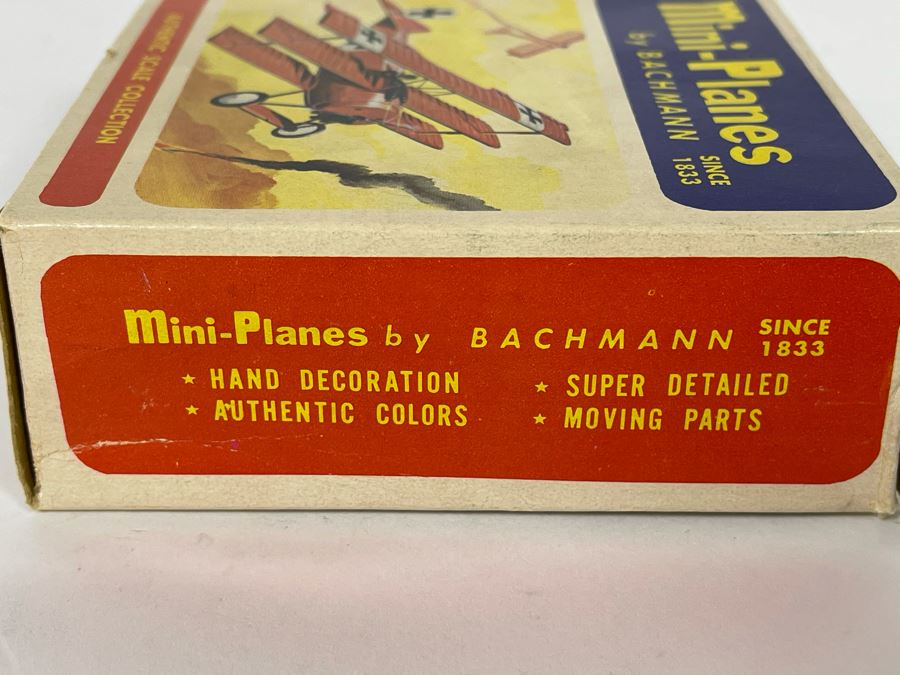 AUTHENTIC SCALE COLLECTION
Mini-Planes
by BACHMANN SINCE 1833
Mini-Planes by BACHMANN SINCE 1833
★ HAND DECORATION ★ SUPER DETAILED
★ AUTHENTIC COLORS ★ MOVING PARTS